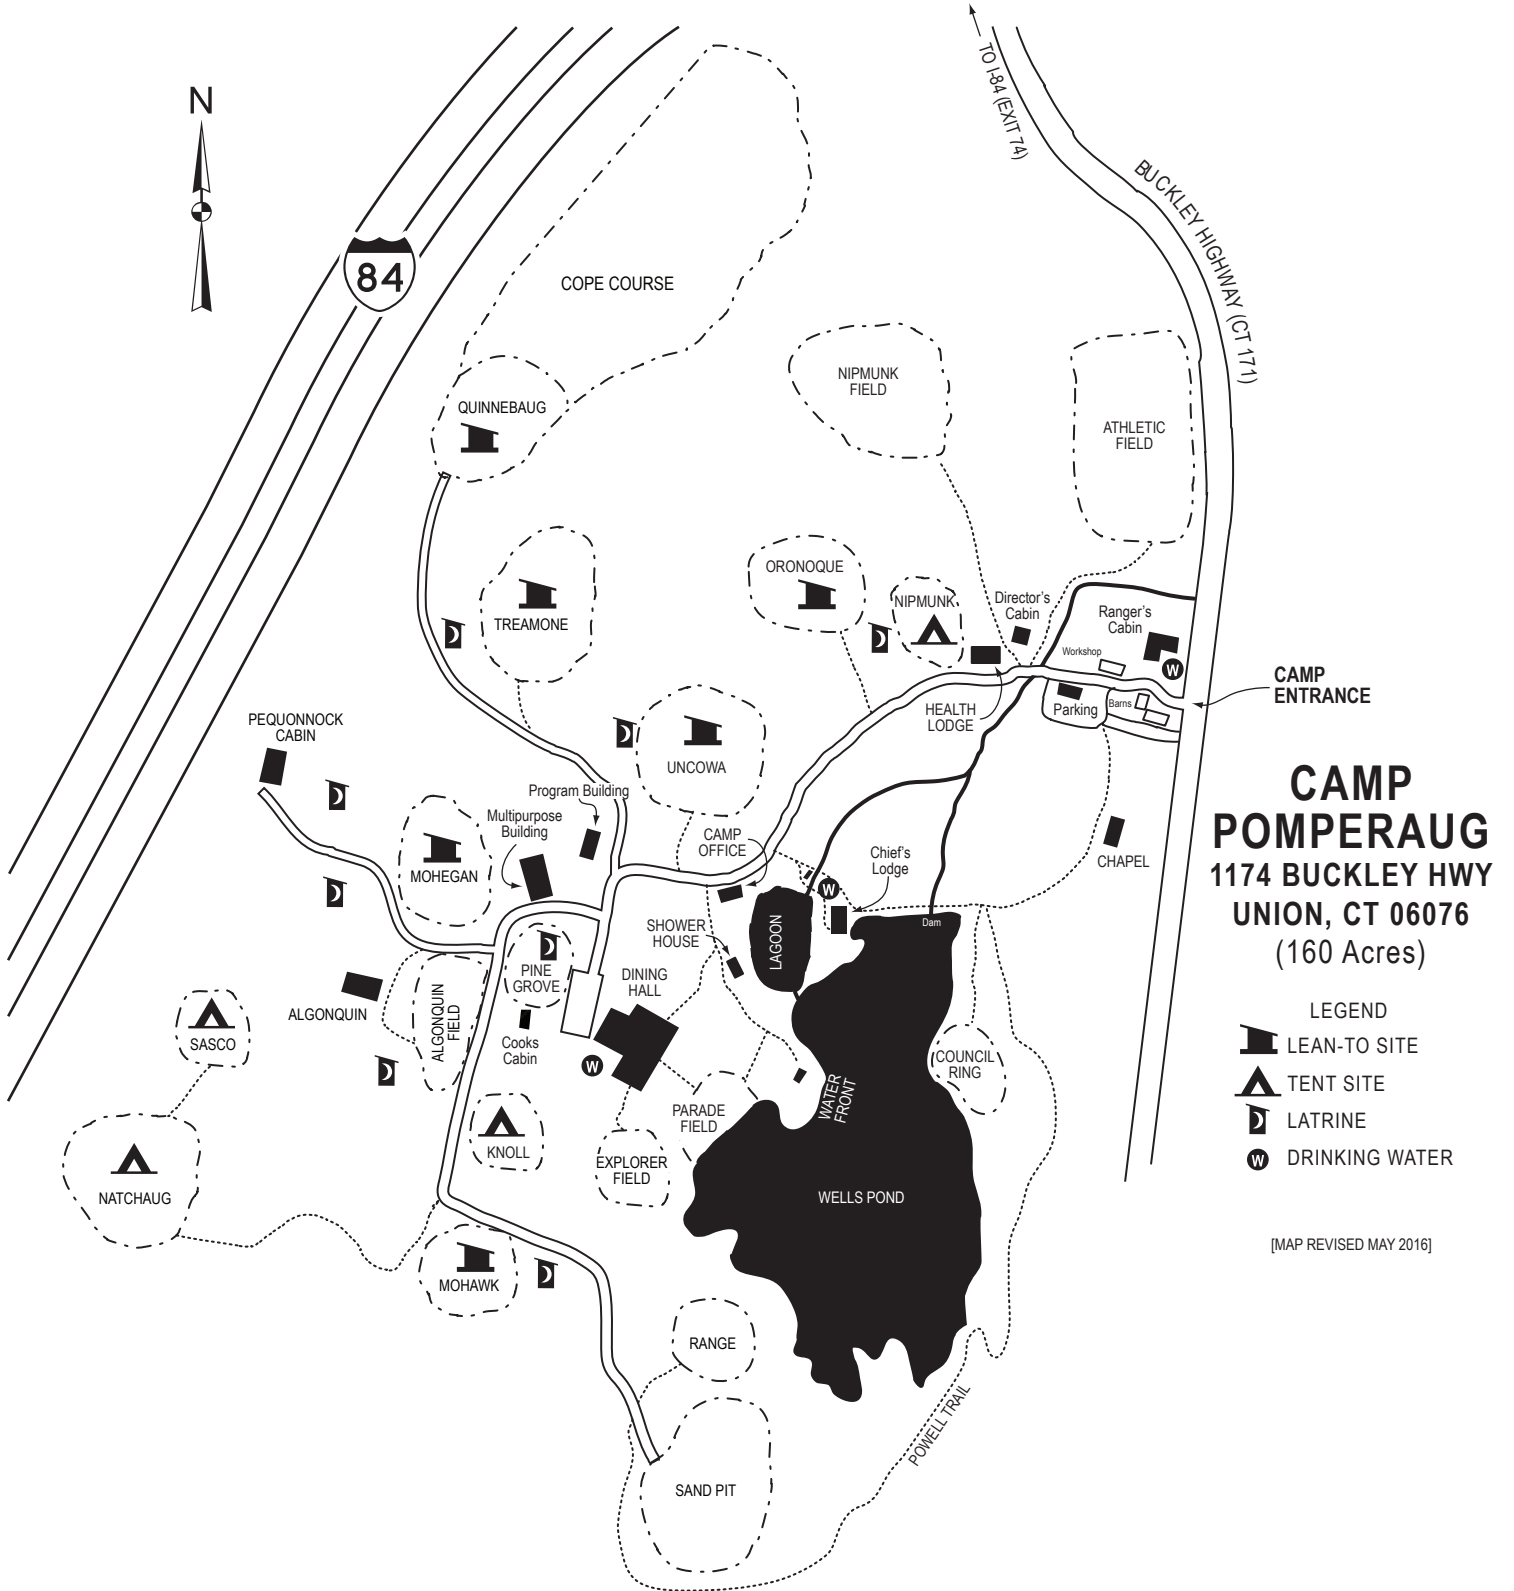 N
TO I-84 (EXIT 74)
BUCKLEY HIGHWAY (CT 171)
84
COPE COURSE
QUINNEBAUG
NIPMUNK
FIELD
ATHLETIC
FIELD
TREAMONE
ORONOQUE
NIPMUNK
Director's
Cabin
Ranger's
Cabin
Workshop
W
CAMP
ENTRANCE
HEALTH
LODGE
Parking
Barns
PEQUONNOCK
CABIN
UNCOWA
Program Building
Multipurpose
Building
MOHEGAN
CAMP
OFFICE
Chief's
Lodge
CHAPEL
W
SHOWER
HOUSE
LAGOON
Dam
PINE
GROVE
DINING
HALL
ALGONQUIN
ALGONQUIN
FIELD
SASCO
Cooks
Cabin
W
COUNCIL
RING
WATER
FRONT
PARADE
FIELD
KNOLL
EXPLORER
FIELD
NATCHAUG
WELLS POND
MOHAWK
RANGE
POWELL TRAIL
SAND PIT
CAMP
POMPERAUG
1174 BUCKLEY HWY
UNION, CT 06076
(160 Acres)
LEGEND
LEAN-TO SITE
TENT SITE
LATRINE
W DRINKING WATER
[MAP REVISED MAY 2016]